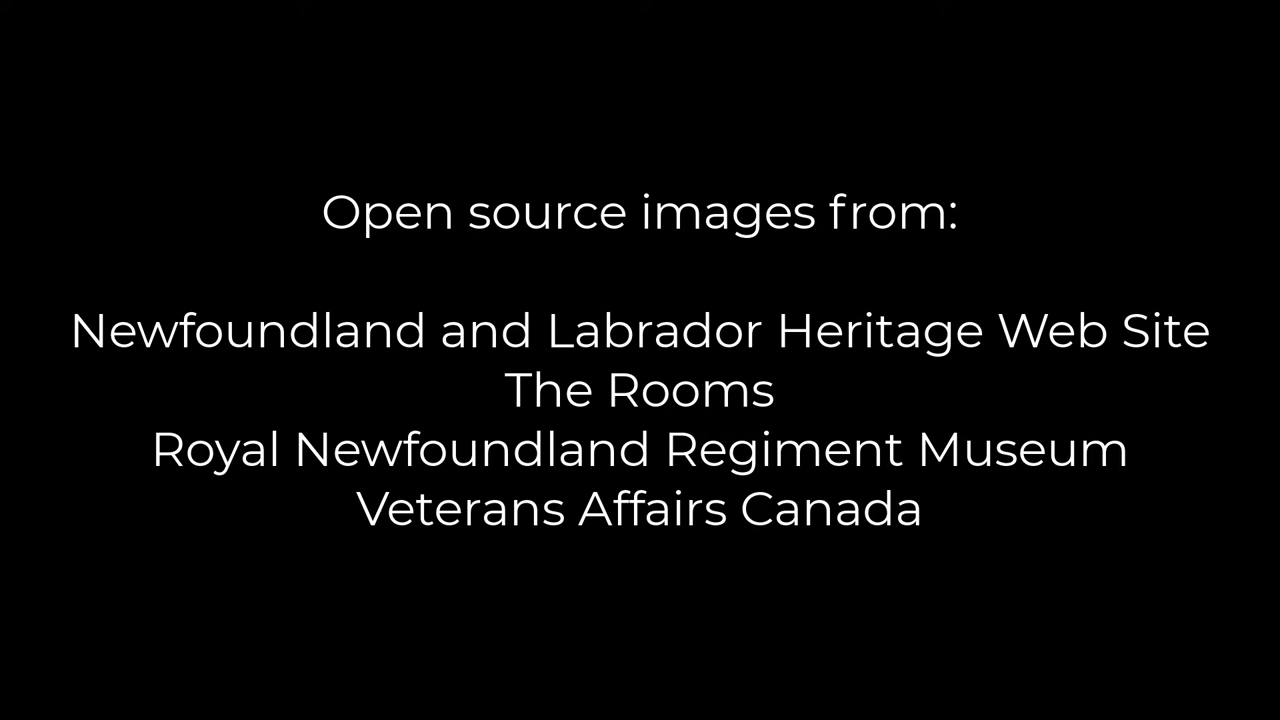 Open source images from:
Newfoundland and Labrador Heritage Web Site
The Rooms
Royal Newfoundland Regiment Museum
Veterans Affairs Canada